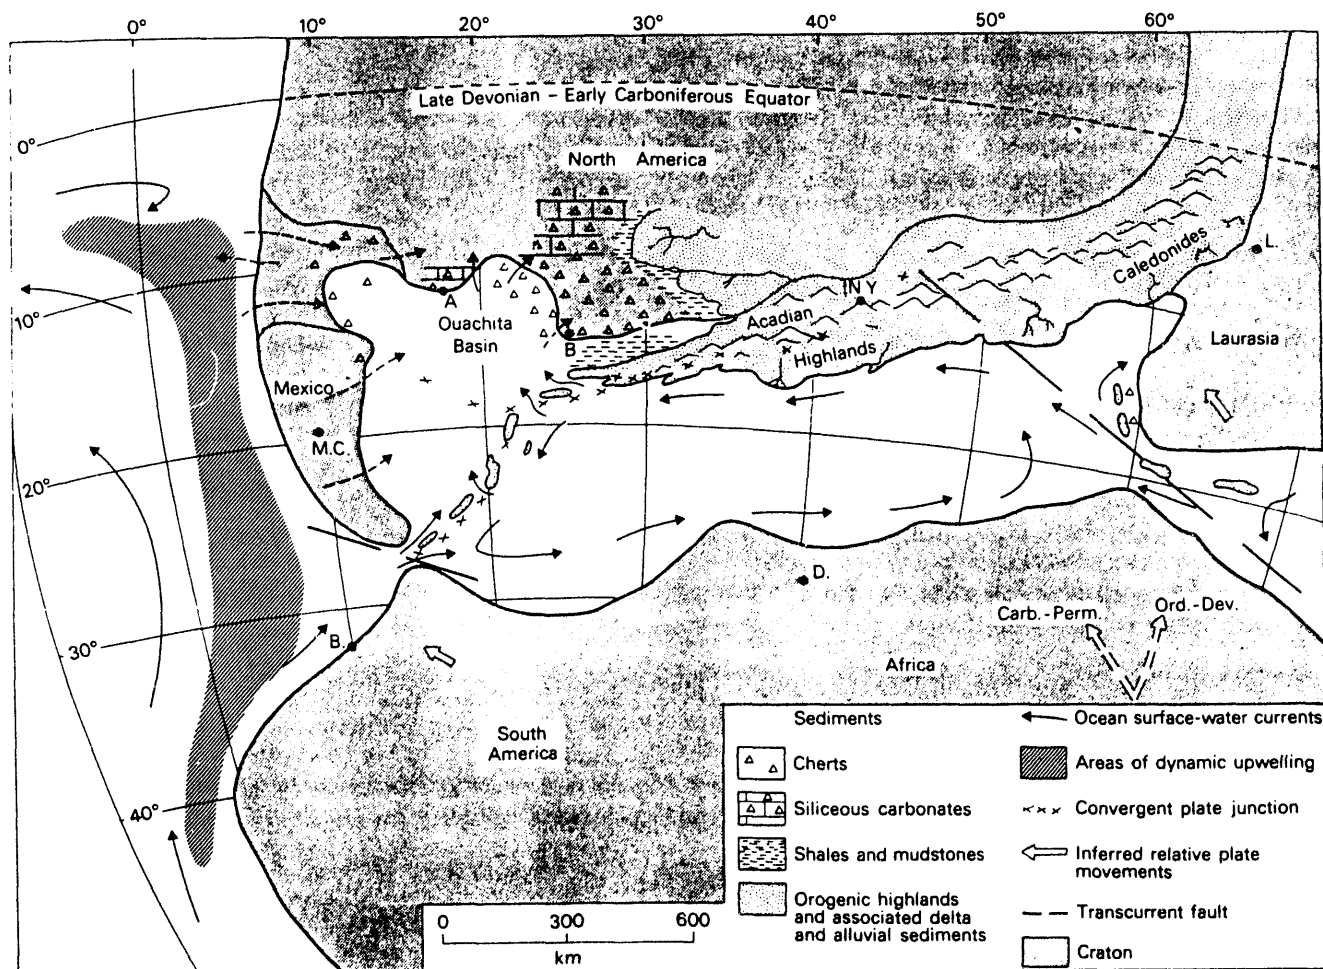 0° 10° 20° 30° 40° 50° 60°
Late Devonian – Early Carboniferous Equator
0°
North America
Caledonides
L.
10°
A
N Y
Acadian
Ouachita
Basin
B
Highlands
Laurasia
Mexico
M.C.
20°
D.
Carb.-Perm.
Ord.-Dev.
30°
B.
Africa
South
America
40°
Sediments
Cherts
Siliceous carbonates
Shales and mudstones
Orogenic highlands
and associated delta
and alluvial sediments
Ocean surface-water currents
Areas of dynamic upwelling
Convergent plate junction
Inferred relative plate
movements
Transcurrent fault
Craton
0 300 600
km